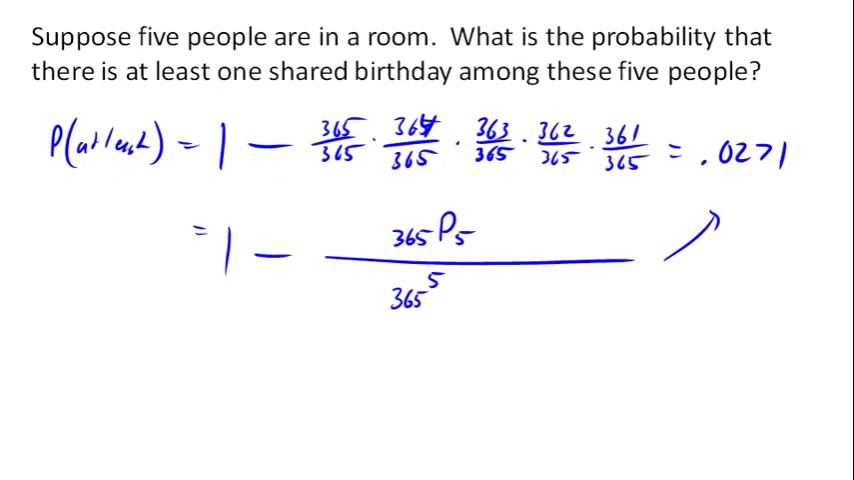 Suppose five people are in a room. What is the probability that
there is at least one shared birthday among these five people?
P(at least) = 1 − 365/365 · 364/365 · 363/365 · 362/365 · 361/365 = .0271
= 1 − ₃₆₅P₅ / 365⁵